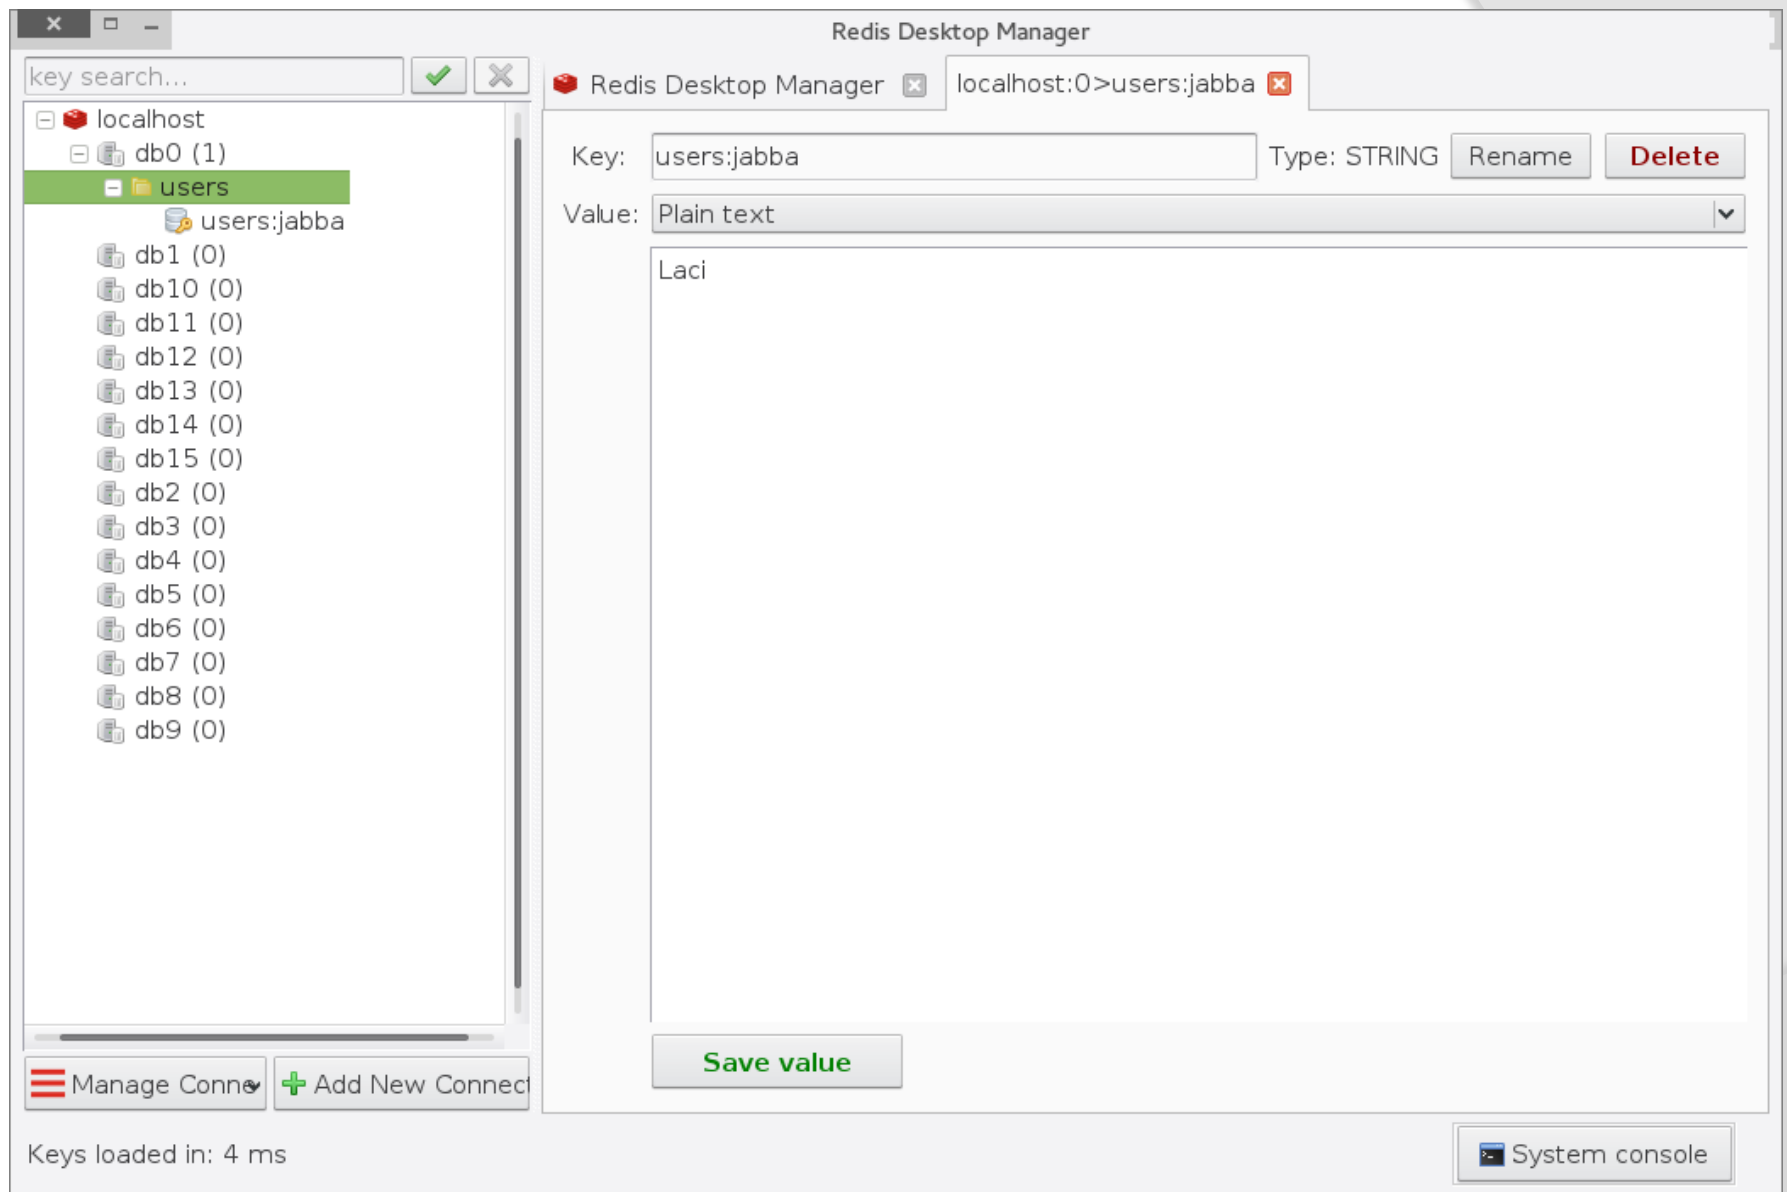 Redis Desktop Manager
key search...
Redis Desktop Manager
localhost:0>users:jabba
localhost
db0 (1)
users
users:jabba
db1 (0)
db10 (0)
db11 (0)
db12 (0)
db13 (0)
db14 (0)
db15 (0)
db2 (0)
db3 (0)
db4 (0)
db5 (0)
db6 (0)
db7 (0)
db8 (0)
db9 (0)
Key: users:jabba Type: STRING Rename Delete
Value: Plain text
Laci
Save value
Manage Conne
Add New Connect
Keys loaded in: 4 ms
System console